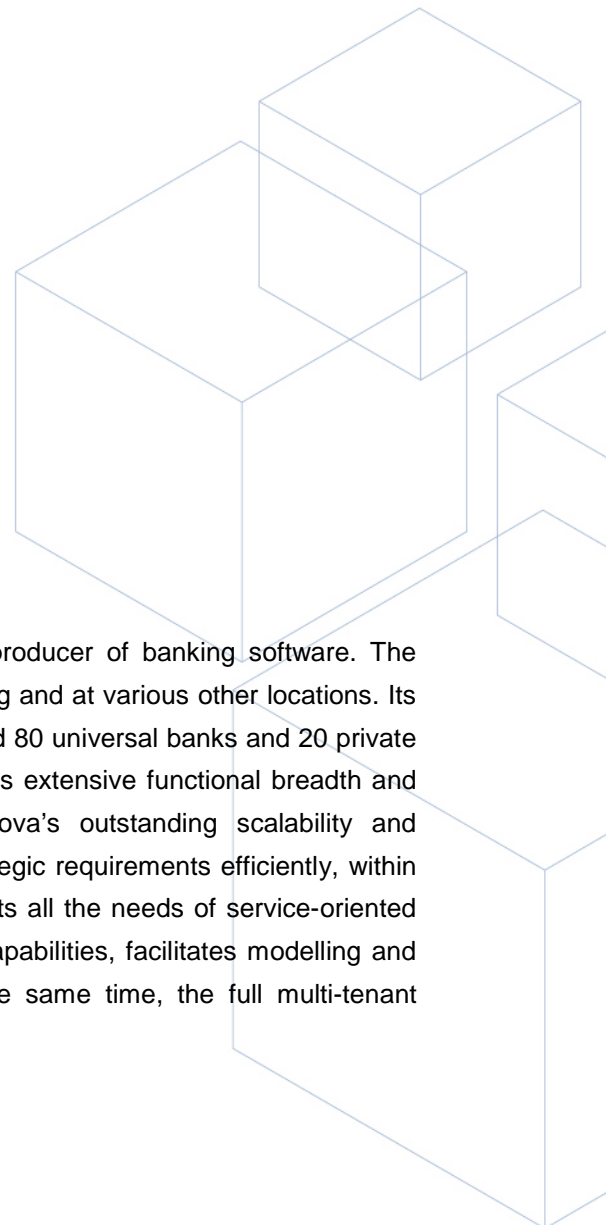 producer of banking software. The
g and at various other locations. Its
d 80 universal banks and 20 private
s extensive functional breadth and
ova's outstanding scalability and
egic requirements efficiently, within
ts all the needs of service-oriented
apabilities, facilitates modelling and
e same time, the full multi-tenant